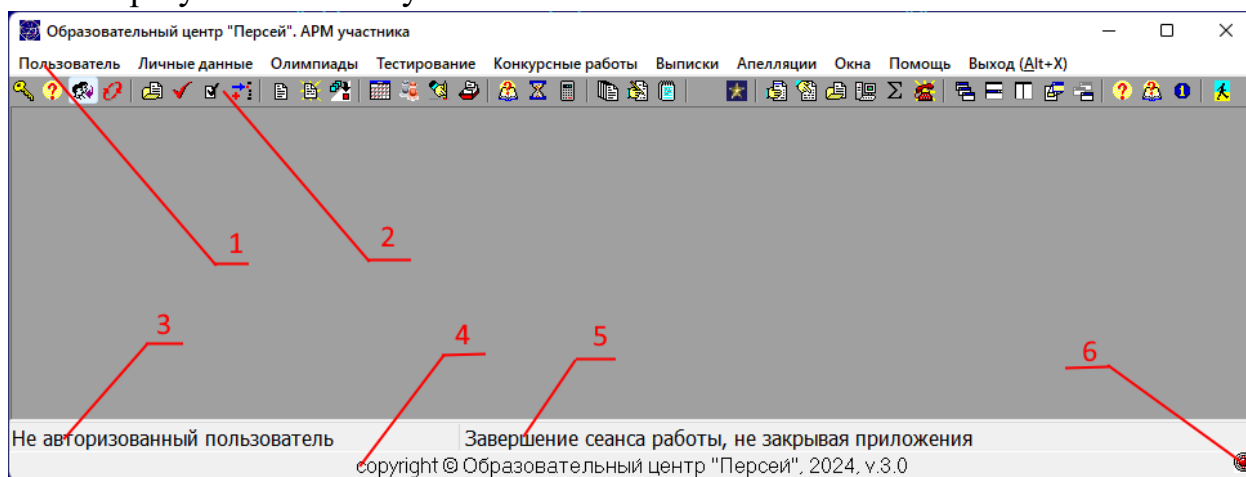 Образовательный центр "Персей". АРМ участника
Пользователь Личные данные Олимпиады Тестирование Конкурсные работы Выписки Апелляции Окна Помощь Выход (Alt+X)
1
2
3
4
5
6
Не авторизованный пользователь Завершение сеанса работы, не закрывая приложения
copyright © Образовательный центр "Персей", 2024, v.3.0